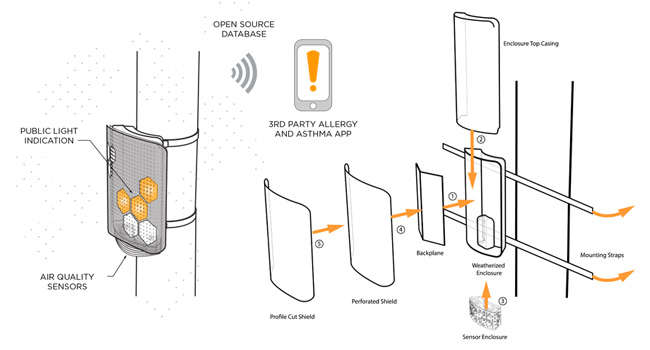 OPEN SOURCE
DATABASE
3RD PARTY ALLERGY
AND ASTHMA APP
PUBLIC LIGHT
INDICATION
AIR QUALITY
SENSORS
Enclosure Top Casing
2
1
Backplane
4
5
Weatherized
Enclosure
Mounting Straps
Perforated Shield
Profile Cut Shield
3
Sensor Enclosure